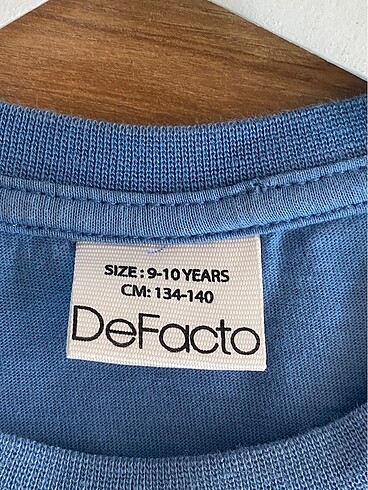 SIZE : 9-10 YEARS
CM: 134-140
DeFacto